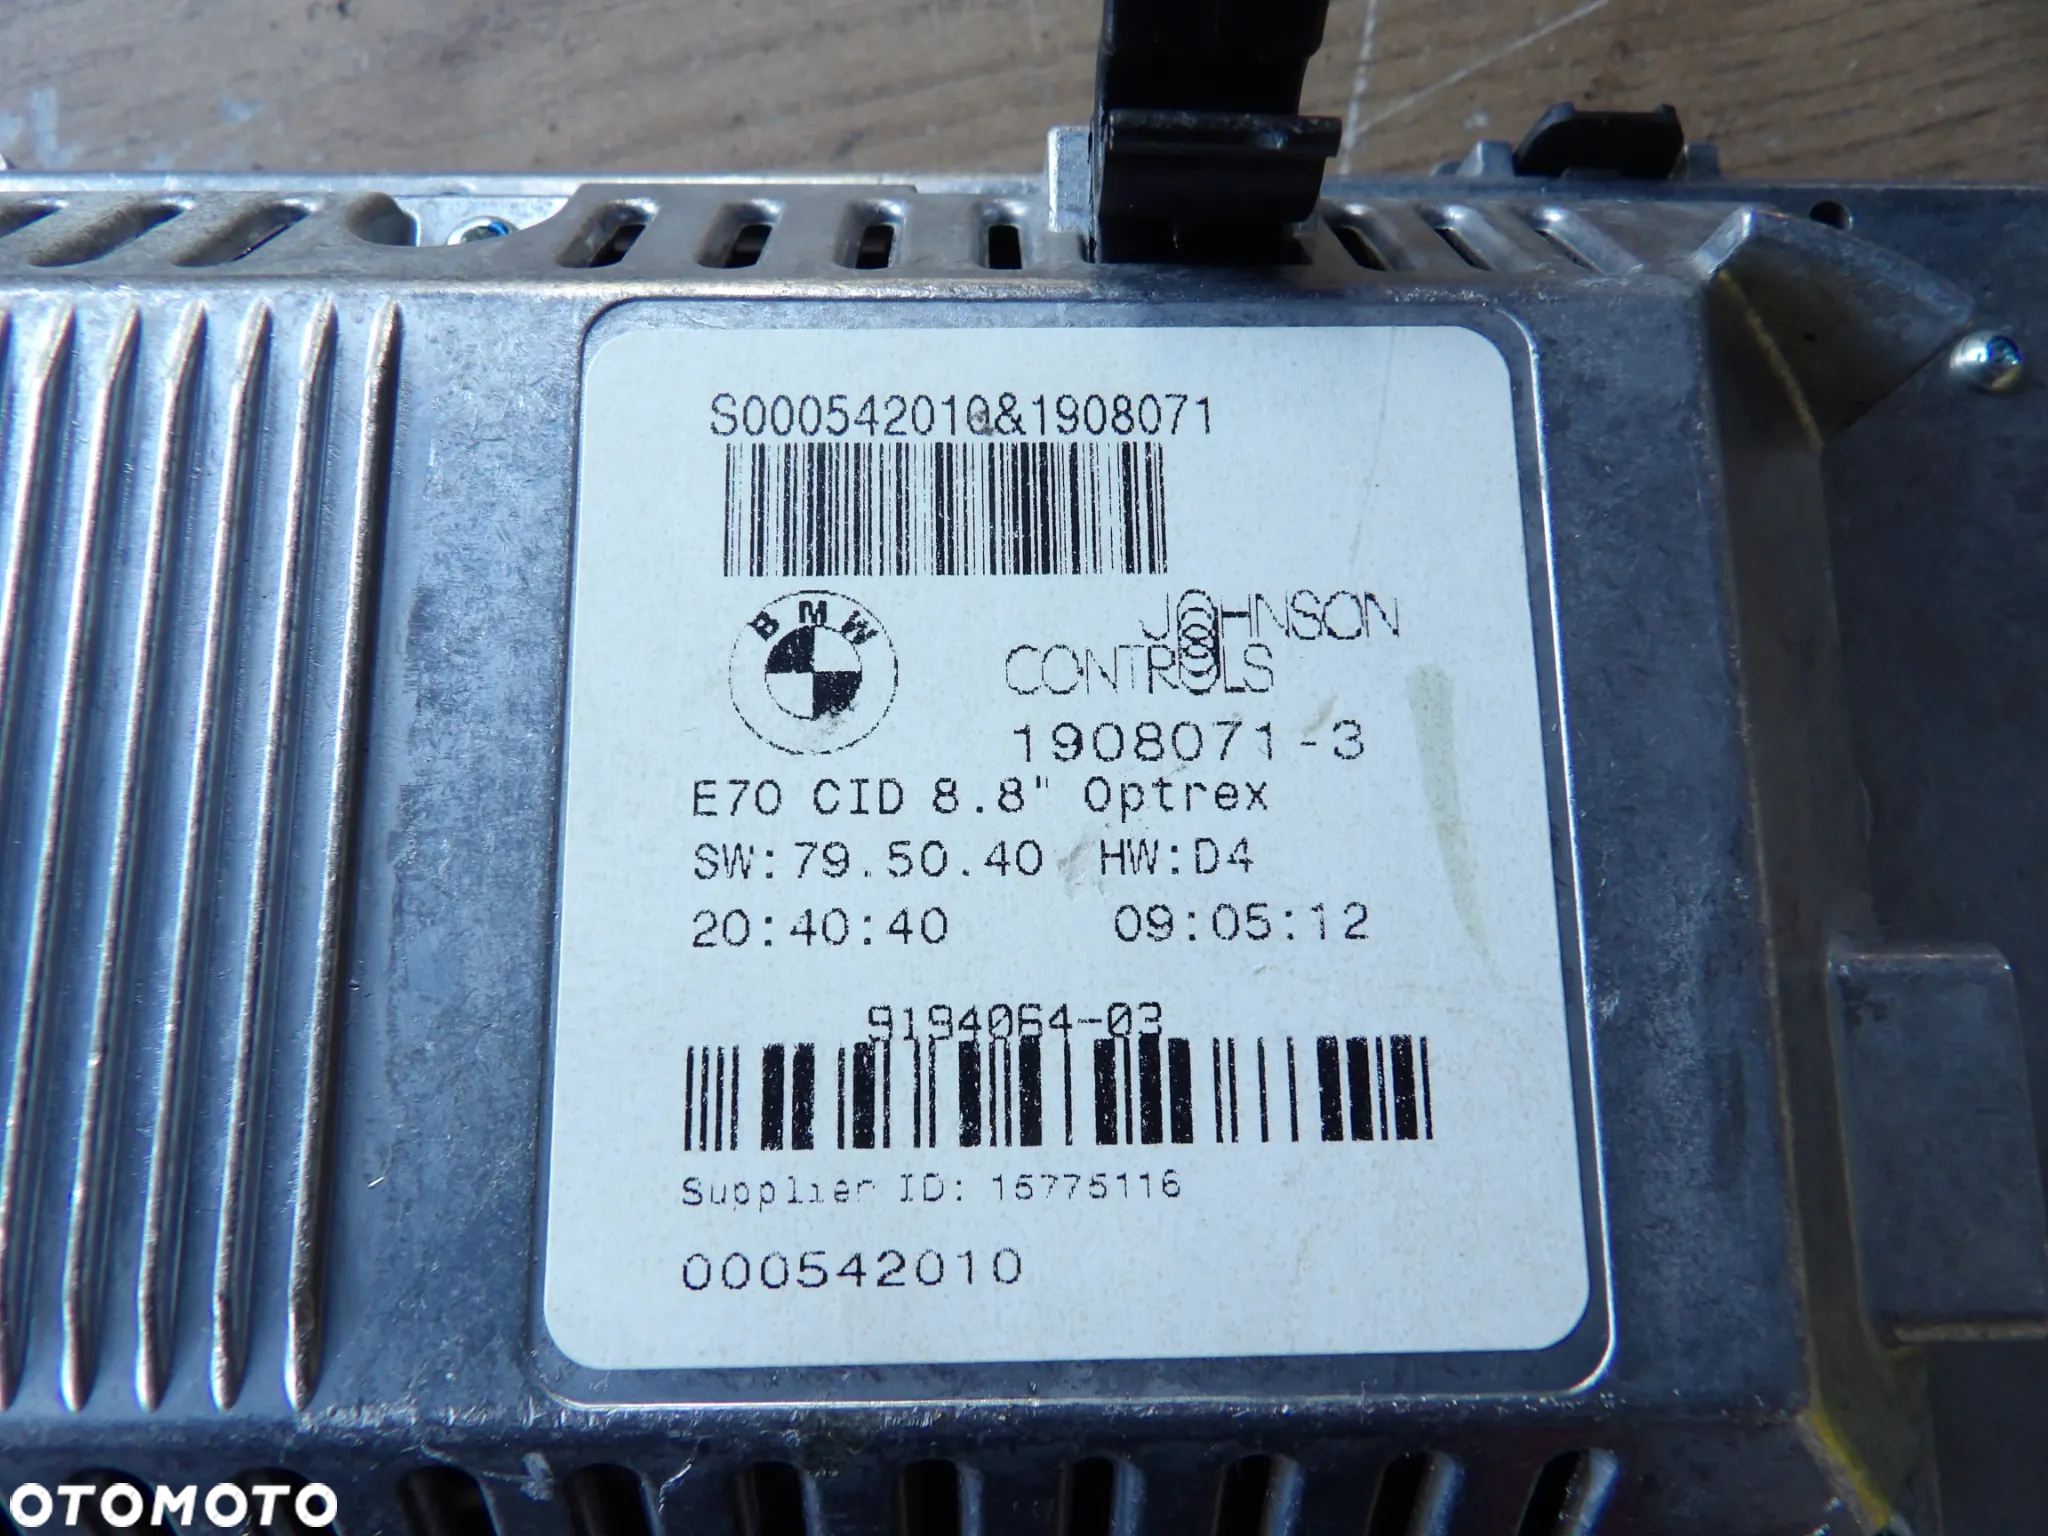 S000542010&1908071
BMW
JOHNSON
CONTROLS
1908071-3
E70 CID 8.8" Optrex
SW:79.50.40 HW:D4
20:40:40 09:05:12
9194064-03
Supplier ID: 15775116
000542010
OTOMOTO